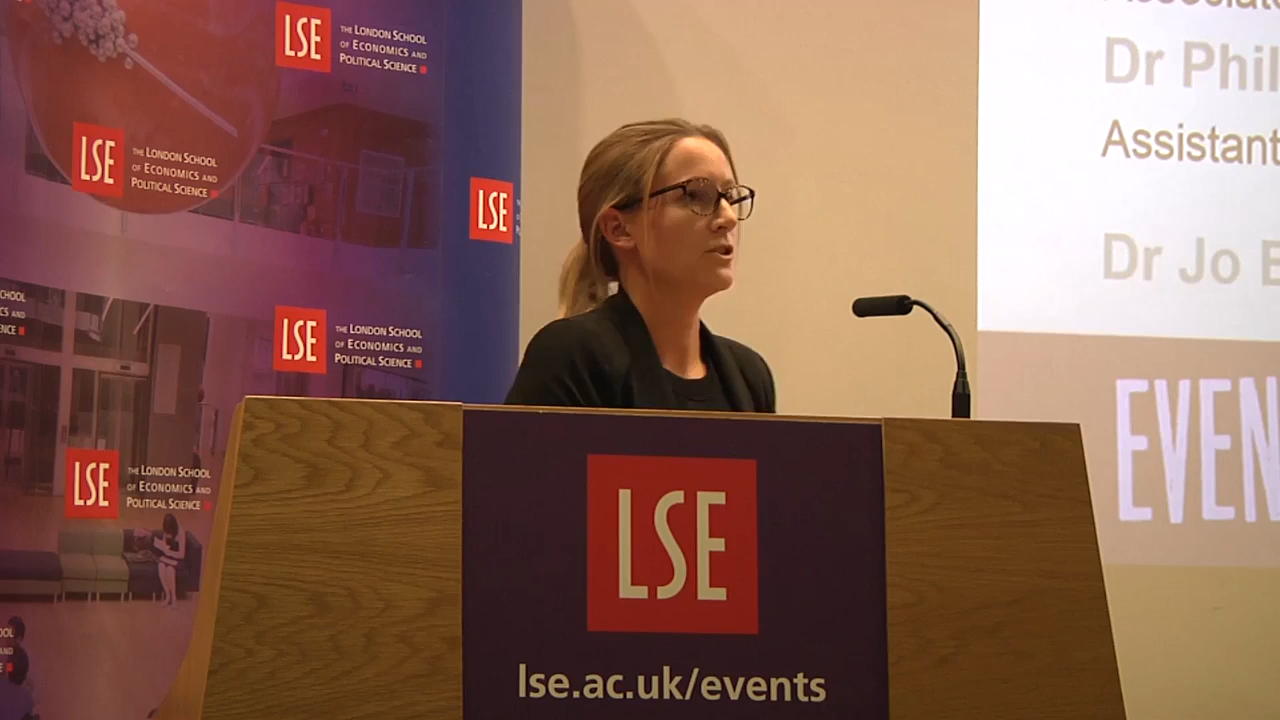 LSE
THE LONDON SCHOOL
OF ECONOMICS AND
POLITICAL SCIENCE
LSE
THE LONDON SCHOOL
OF ECONOMICS AND
POLITICAL SCIENCE
LSE
LSE
THE LONDON SCHOOL
OF ECONOMICS AND
POLITICAL SCIENCE
LSE
THE LONDON SCHOOL
OF ECONOMICS AND
POLITICAL SCIENCE
Dr Phil
Assistant
Dr Jo
EVEN
LSE
lse.ac.uk/events